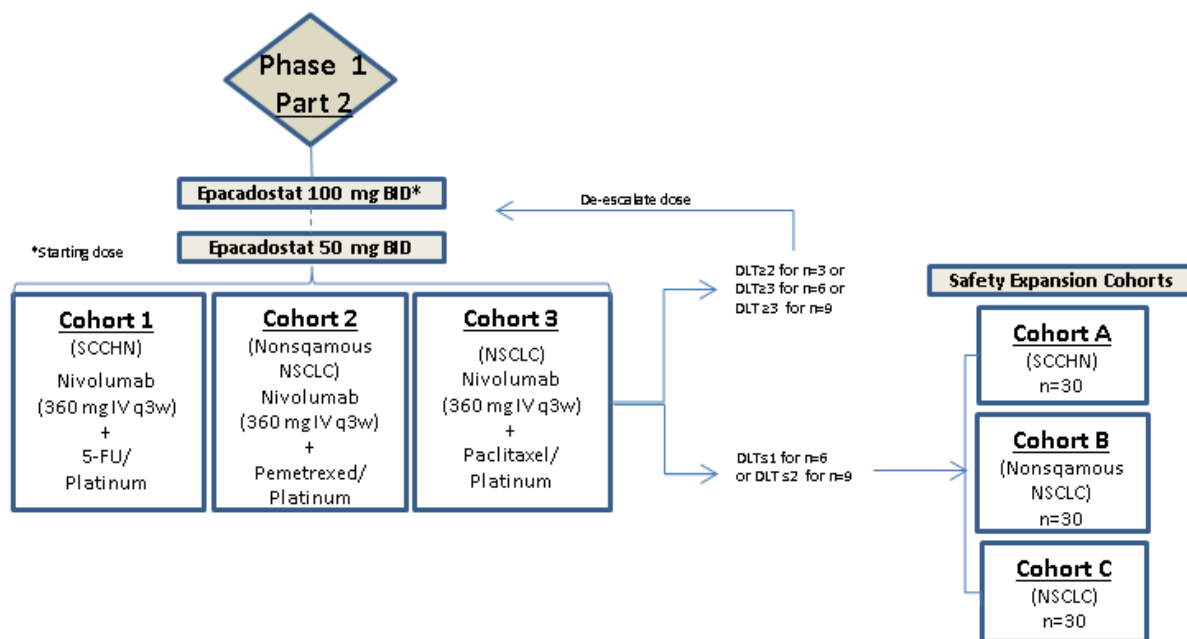 Phase 1
Part 2
Epacadostat 100 mg BID*
De-escalate dose
*Starting dose
Epacadostat 50 mg BID
DLT≥2 for n=3 or
DLT≥3 for n=6 or
DLT ≥3 for n=9
Safety Expansion Cohorts
Cohort 1
(SCCHN)
Nivolumab
(360 mg IV q3w)
+
5-FU/
Platinum
Cohort 2
(Nonsqamous
NSCLC)
Nivolumab
(360 mg IV q3w)
+
Pemetrexed/
Platinum
Cohort 3
(NSCLC)
Nivolumab
(360 mg IV q3w)
+
Paclitaxel/
Platinum
DLT≤1 for n=6
or DLT ≤2 for n=9
Cohort A
(SCCHN)
n=30
Cohort B
(Nonsqamous
NSCLC)
n=30
Cohort C
(NSCLC)
n=30